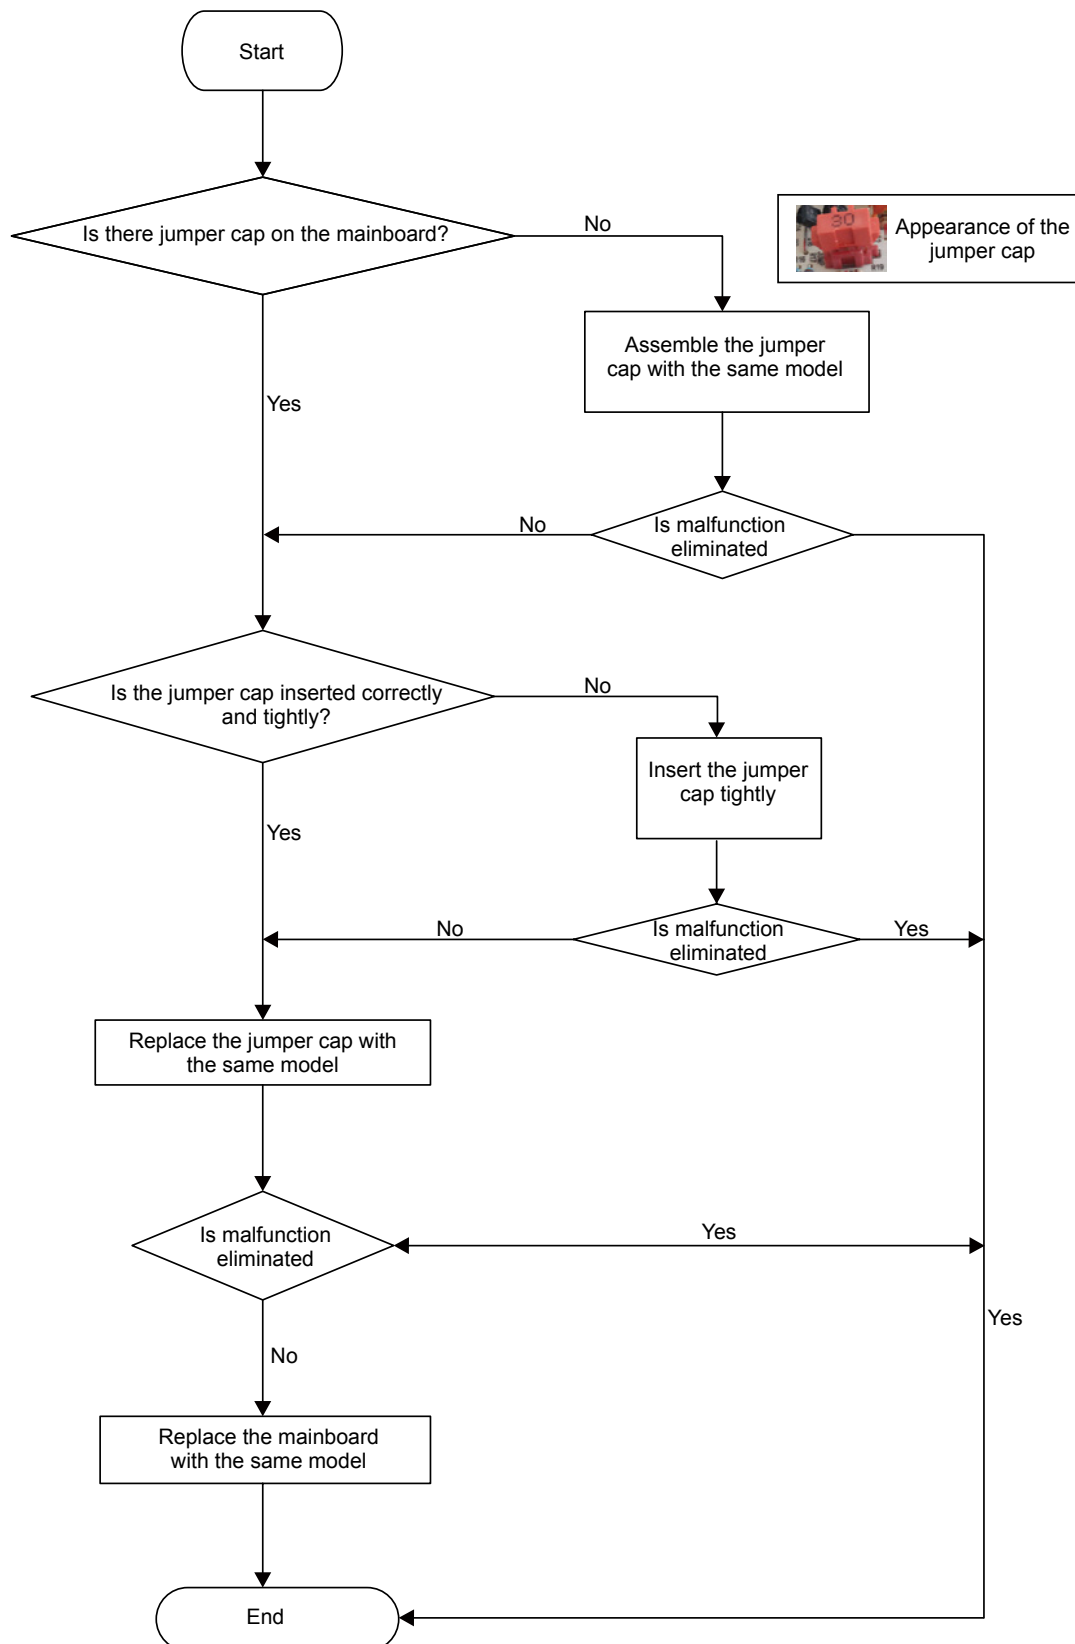 Start
Is there jumper cap on the mainboard?
No
30
Appearance of the
jumper cap
Assemble the jumper
cap with the same model
Yes
No
Is malfunction
eliminated
Is the jumper cap inserted correctly
and tightly?
No
Insert the jumper
cap tightly
Yes
No
Is malfunction
eliminated
Yes
Replace the jumper cap with
the same model
Is malfunction
eliminated
Yes
Yes
No
Replace the mainboard
with the same model
End